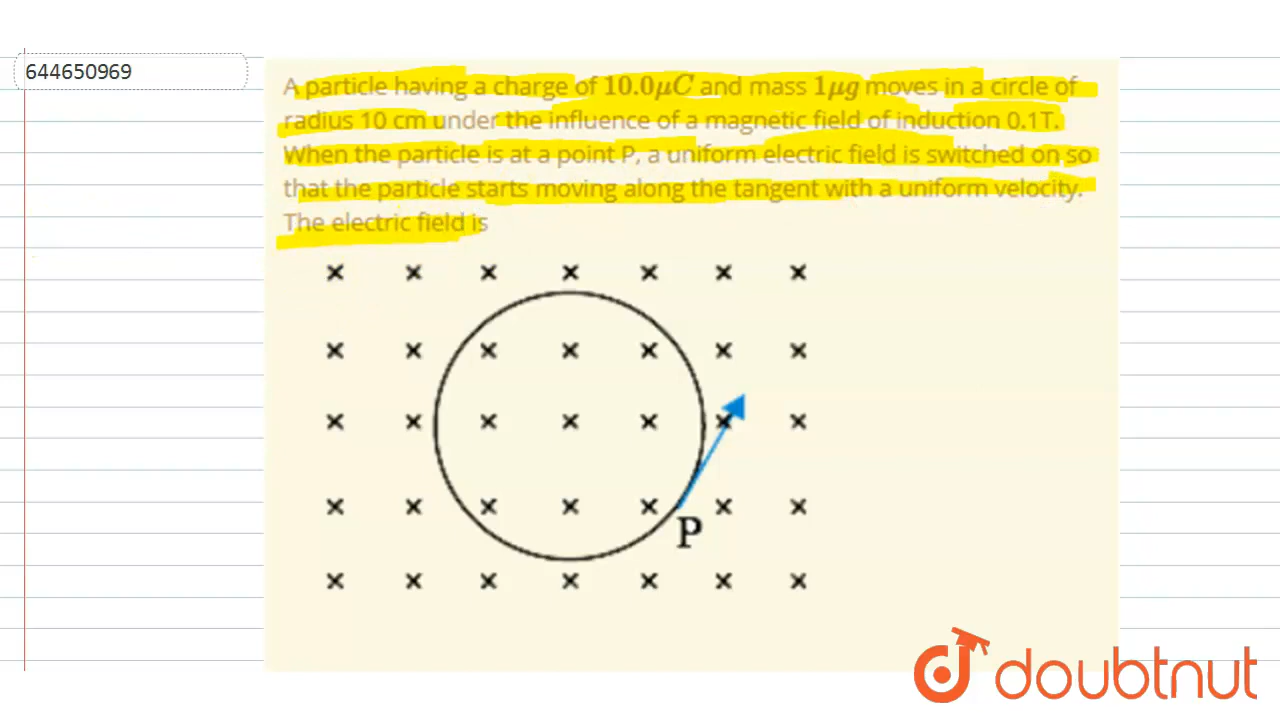 644650969
A particle having a charge of 10.0μC and mass 1μg moves in a circle of
radius 10 cm under the influence of a magnetic field of induction 0.1T.
When the particle is at a point P, a uniform electric field is switched on so
that the particle starts moving along the tangent with a uniform velocity.
The electric field is
× × × × × × ×
× × × × × × ×
× × × × × × ×
× × × × × × ×
P
× × × × × × ×
doubtnut